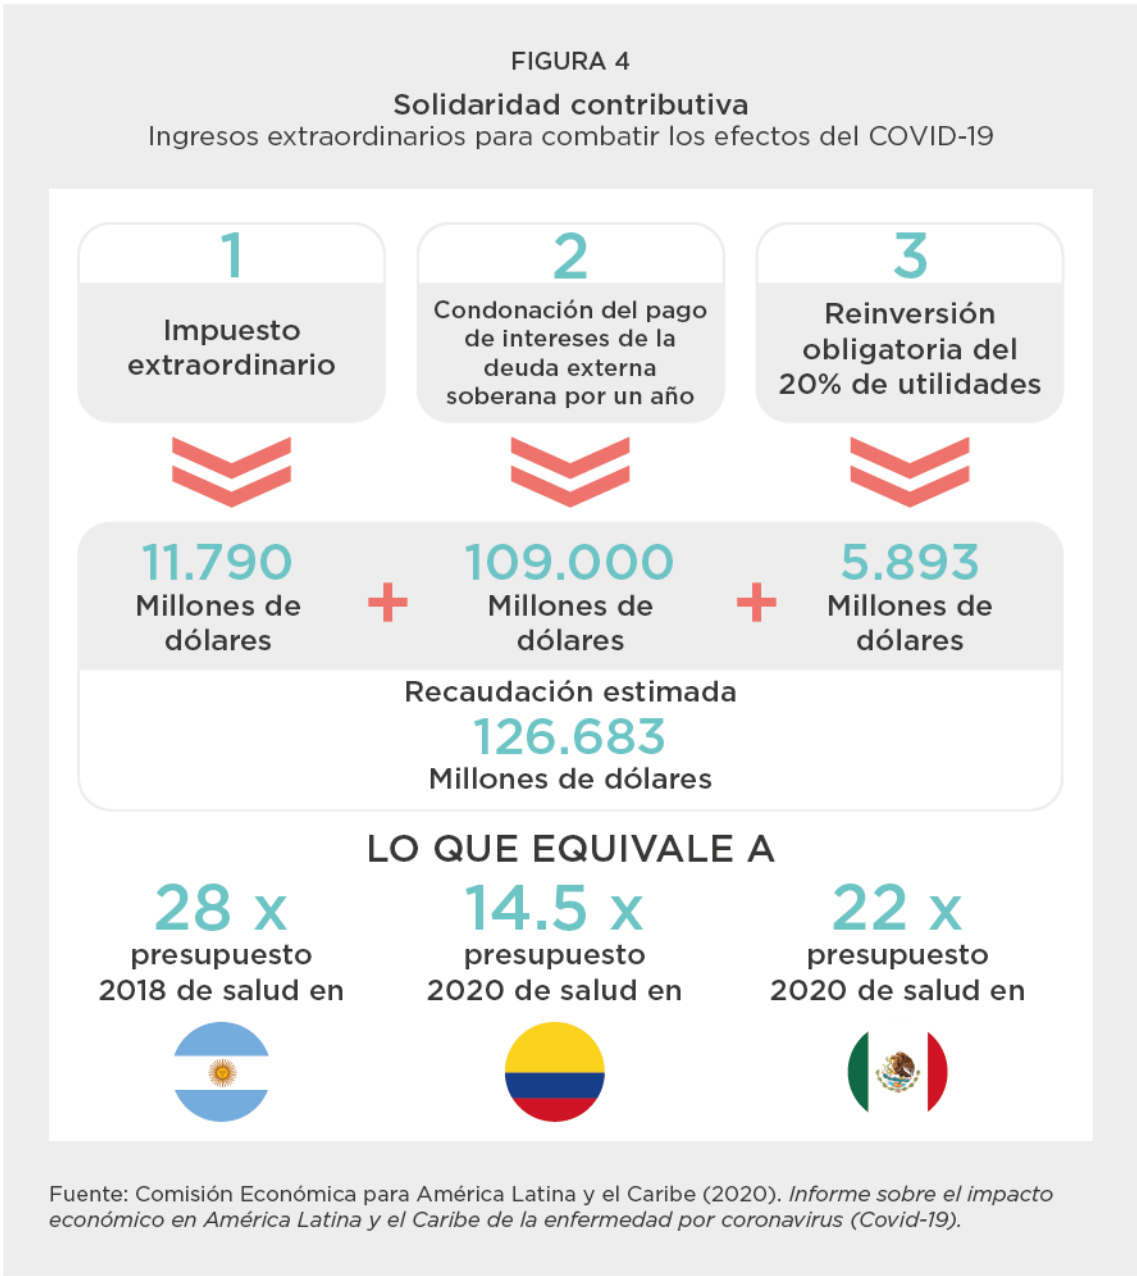 FIGURA 4
Solidaridad contributiva
Ingresos extraordinarios para combatir los efectos del COVID-19
1
Impuesto
extraordinario
2
Condonación del pago
de intereses de la
deuda externa
soberana por un año
3
Reinversión
obligatoria del
20% de utilidades
11.790
Millones de
dólares
+
109.000
Millones de
dólares
+
5.893
Millones de
dólares
Recaudación estimada
126.683
Millones de dólares
LO QUE EQUIVALE A
28 x
presupuesto
2018 de salud en
14.5 x
presupuesto
2020 de salud en
22 x
presupuesto
2020 de salud en
Fuente: Comisión Económica para América Latina y el Caribe (2020). Informe sobre el impacto
económico en América Latina y el Caribe de la enfermedad por coronavirus (Covid-19).